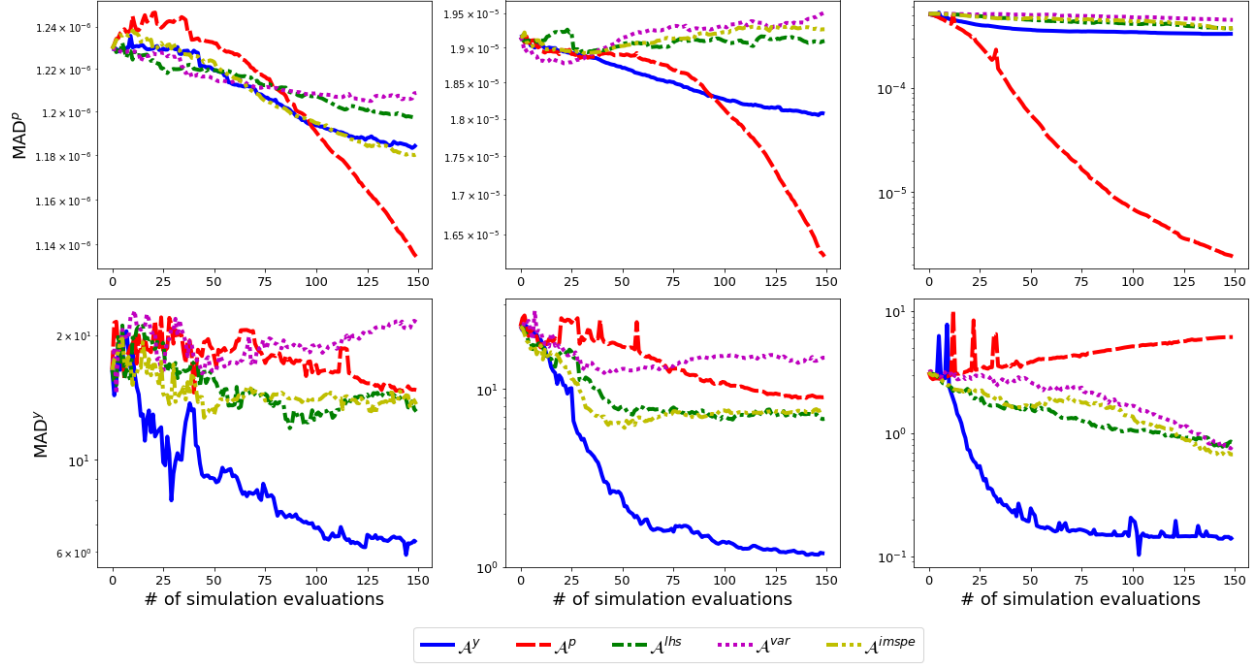 MAD^p
1.24 × 10⁻⁶
1.22 × 10⁻⁶
1.2 × 10⁻⁶
1.18 × 10⁻⁶
1.16 × 10⁻⁶
1.14 × 10⁻⁶
0 25 50 75 100 125 150
1.95 × 10⁻⁵
1.9 × 10⁻⁵
1.85 × 10⁻⁵
1.8 × 10⁻⁵
1.75 × 10⁻⁵
1.7 × 10⁻⁵
1.65 × 10⁻⁵
0 25 50 75 100 125 150
10⁻⁴
10⁻⁵
0 25 50 75 100 125 150
MAD^y
2 × 10¹
10¹
6 × 10⁰
0 25 50 75 100 125 150
# of simulation evaluations
10¹
10⁰
0 25 50 75 100 125 150
# of simulation evaluations
10¹
10⁰
10⁻¹
0 25 50 75 100 125 150
# of simulation evaluations
𝒜^y 𝒜^p 𝒜^lhs 𝒜^var 𝒜^imspe